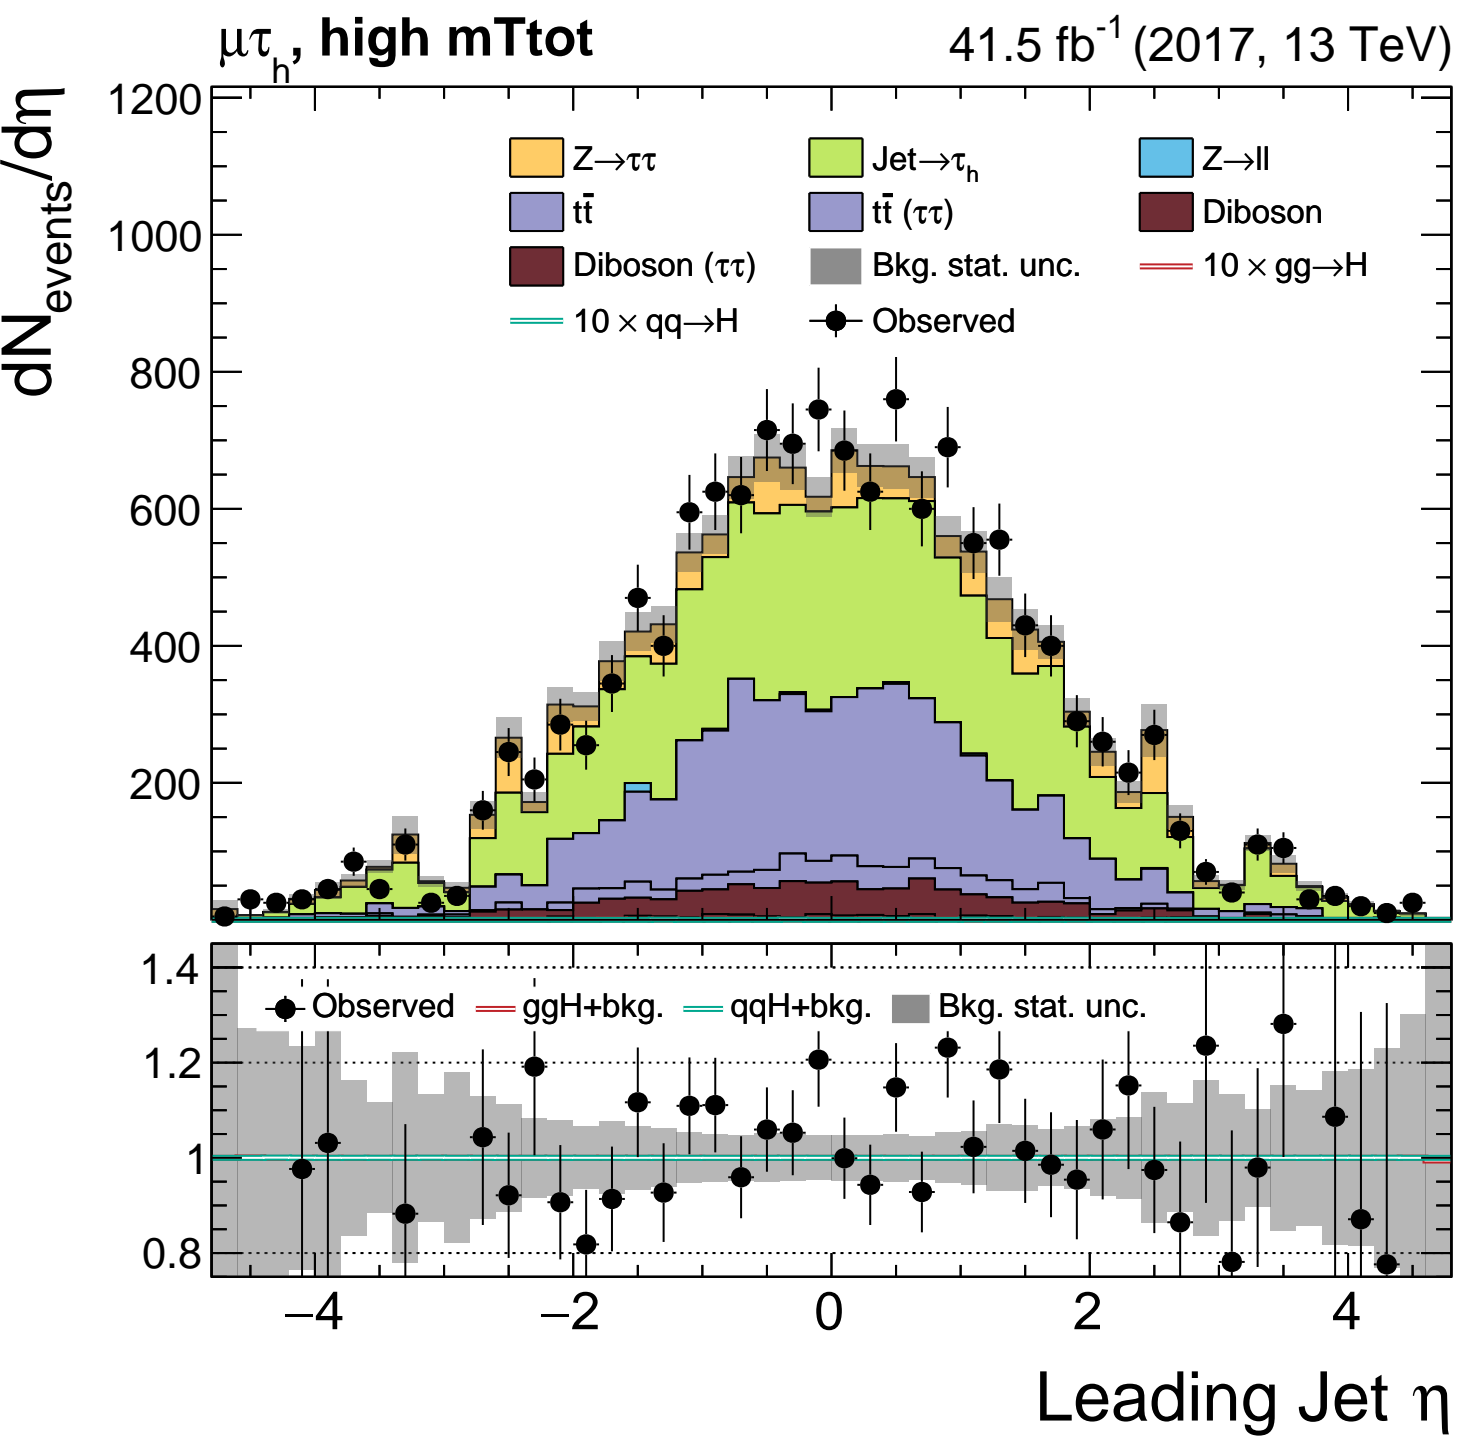 μτh, high mTtot 41.5 fb-1 (2017, 13 TeV)
dNevents/dη
1200
1000
800
600
400
200
Z→ττ Jet→τh Z→ll
tt̄ tt̄ (ττ) Diboson
Diboson (ττ) Bkg. stat. unc. 10 × gg→H
10 × qq→H Observed
1.4
1.2
1
0.8
Observed ggH+bkg. qqH+bkg. Bkg. stat. unc.
−4 −2 0 2 4
Leading Jet η